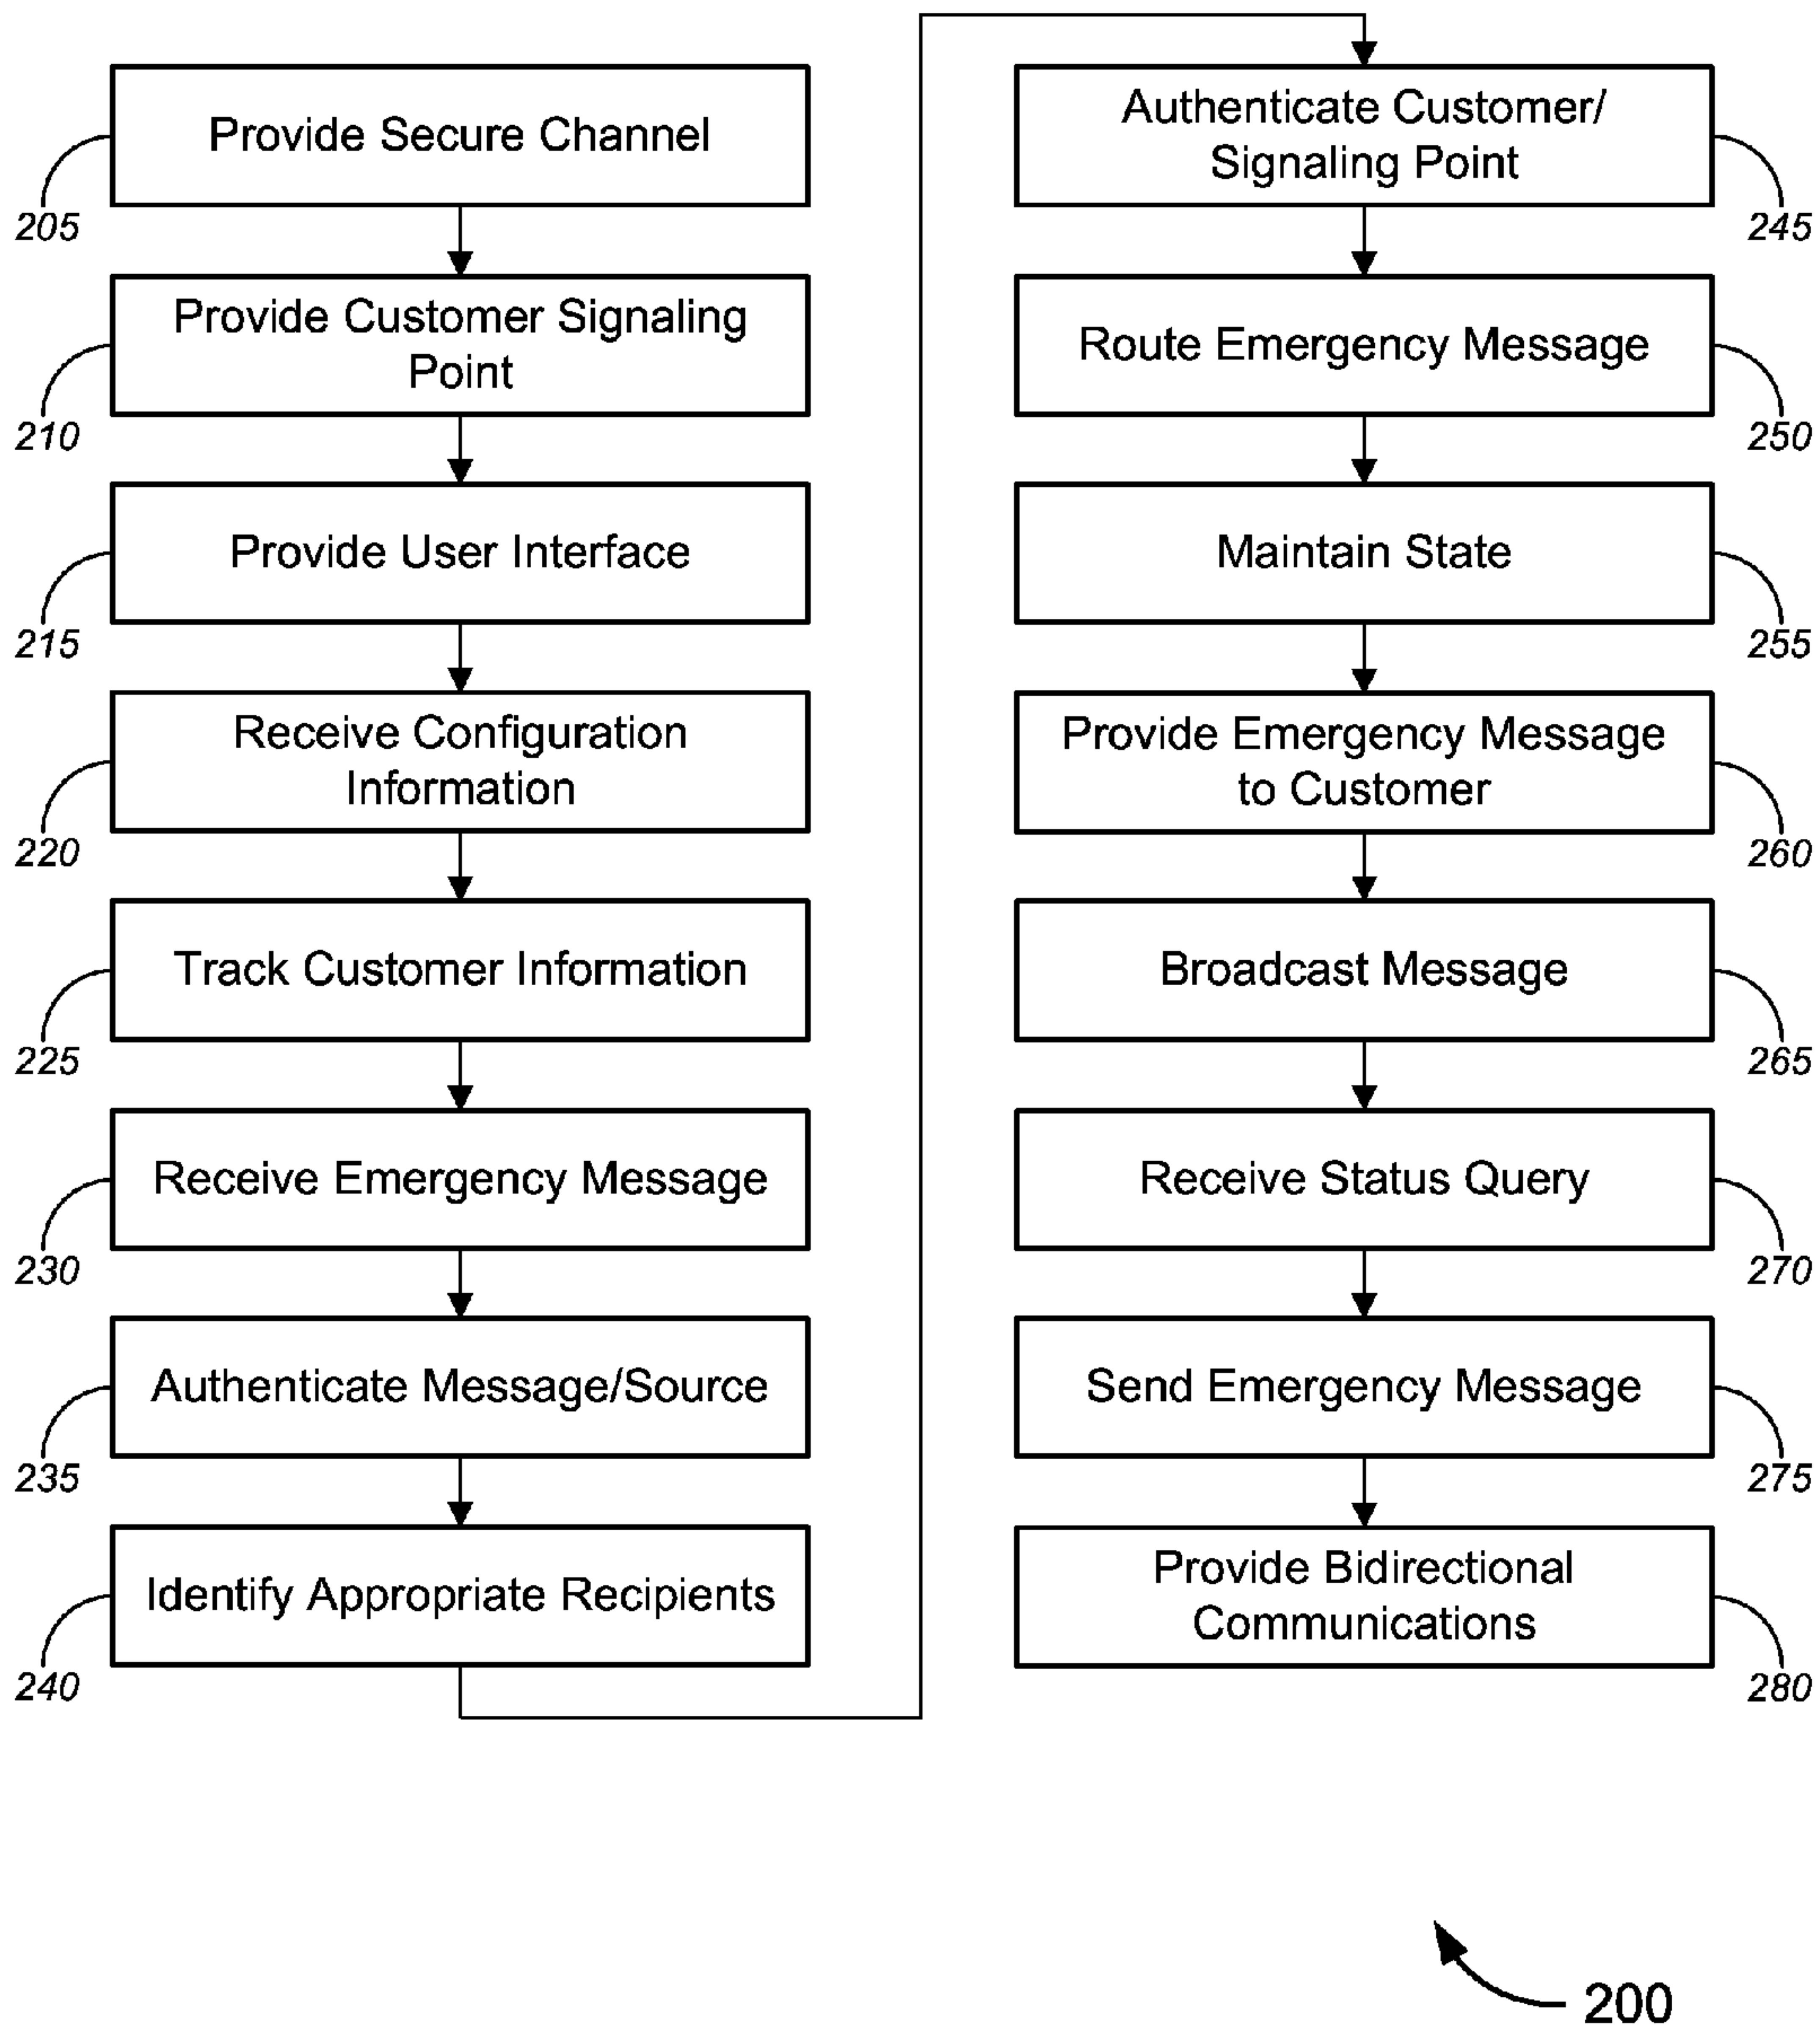 Provide Secure Channel
205
Provide Customer Signaling
Point
210
Provide User Interface
215
Receive Configuration
Information
220
Track Customer Information
225
Receive Emergency Message
230
Authenticate Message/Source
235
Identify Appropriate Recipients
240
Authenticate Customer/
Signaling Point
245
Route Emergency Message
250
Maintain State
255
Provide Emergency Message
to Customer
260
Broadcast Message
265
Receive Status Query
270
Send Emergency Message
275
Provide Bidirectional
Communications
280
200